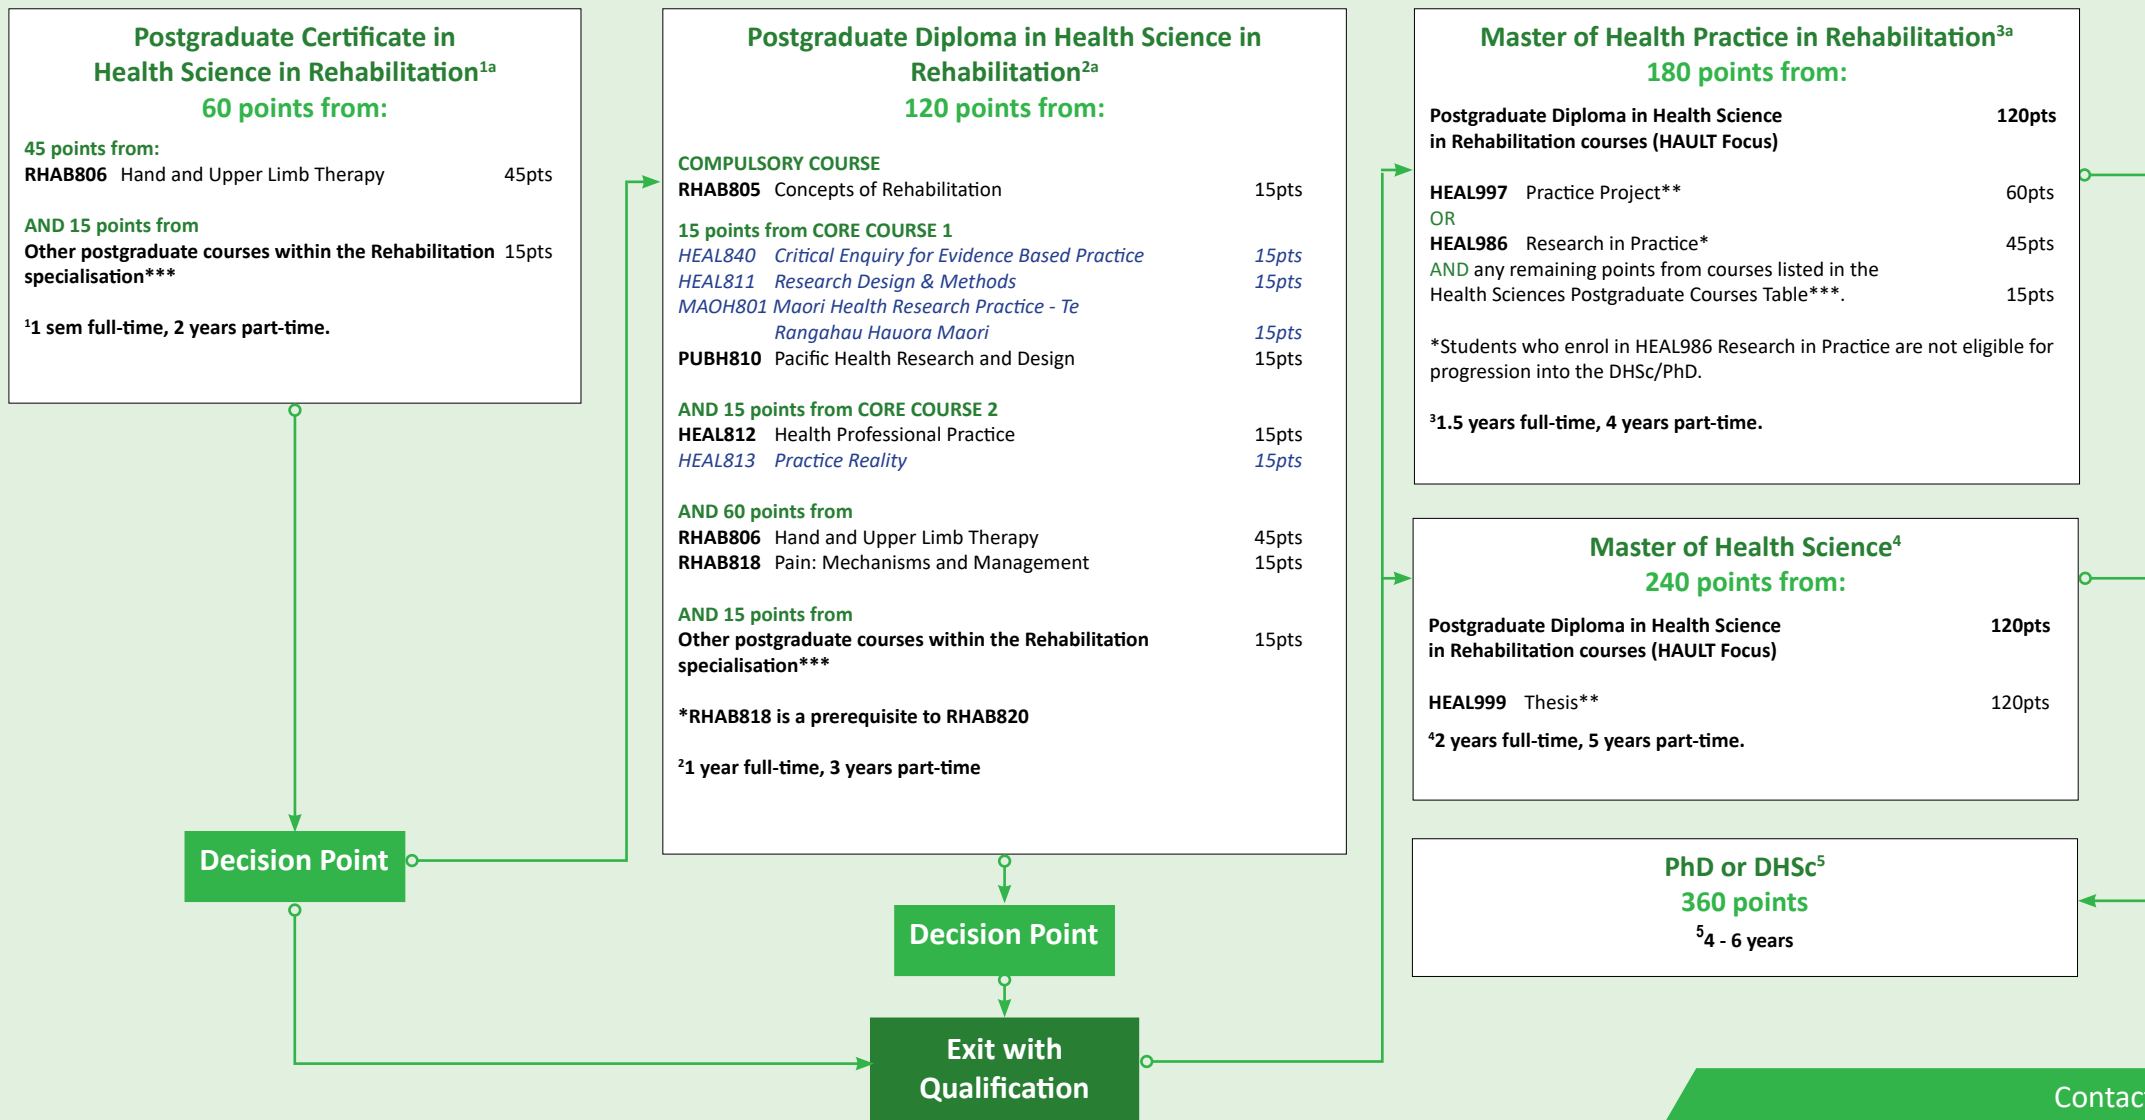 Postgraduate Certificate in
Health Science in Rehabilitation1a
60 points from:
45 points from:
RHAB806 Hand and Upper Limb Therapy 45pts
AND 15 points from
Other postgraduate courses within the Rehabilitation 15pts
specialisation***
11 sem full-time, 2 years part-time.
Decision Point
Postgraduate Diploma in Health Science in
Rehabilitation2a
120 points from:
COMPULSORY COURSE
RHAB805 Concepts of Rehabilitation 15pts
15 points from CORE COURSE 1
HEAL840 Critical Enquiry for Evidence Based Practice 15pts
HEAL811 Research Design & Methods 15pts
MAOH801 Maori Health Research Practice - Te
Rangahau Hauora Maori 15pts
PUBH810 Pacific Health Research and Design 15pts
AND 15 points from CORE COURSE 2
HEAL812 Health Professional Practice 15pts
HEAL813 Practice Reality 15pts
AND 60 points from
RHAB806 Hand and Upper Limb Therapy 45pts
RHAB818 Pain: Mechanisms and Management 15pts
AND 15 points from
Other postgraduate courses within the Rehabilitation 15pts
specialisation***
*RHAB818 is a prerequisite to RHAB820
21 year full-time, 3 years part-time
Decision Point
Exit with
Qualification
Master of Health Practice in Rehabilitation3a
180 points from:
Postgraduate Diploma in Health Science 120pts
in Rehabilitation courses (HAULT Focus)
HEAL997 Practice Project** 60pts
OR
HEAL986 Research in Practice* 45pts
AND any remaining points from courses listed in the
Health Sciences Postgraduate Courses Table***. 15pts
*Students who enrol in HEAL986 Research in Practice are not eligible for
progression into the DHSc/PhD.
31.5 years full-time, 4 years part-time.
Master of Health Science4
240 points from:
Postgraduate Diploma in Health Science 120pts
in Rehabilitation courses (HAULT Focus)
HEAL999 Thesis** 120pts
42 years full-time, 5 years part-time.
PhD or DHSc5
360 points
54 - 6 years
Contac